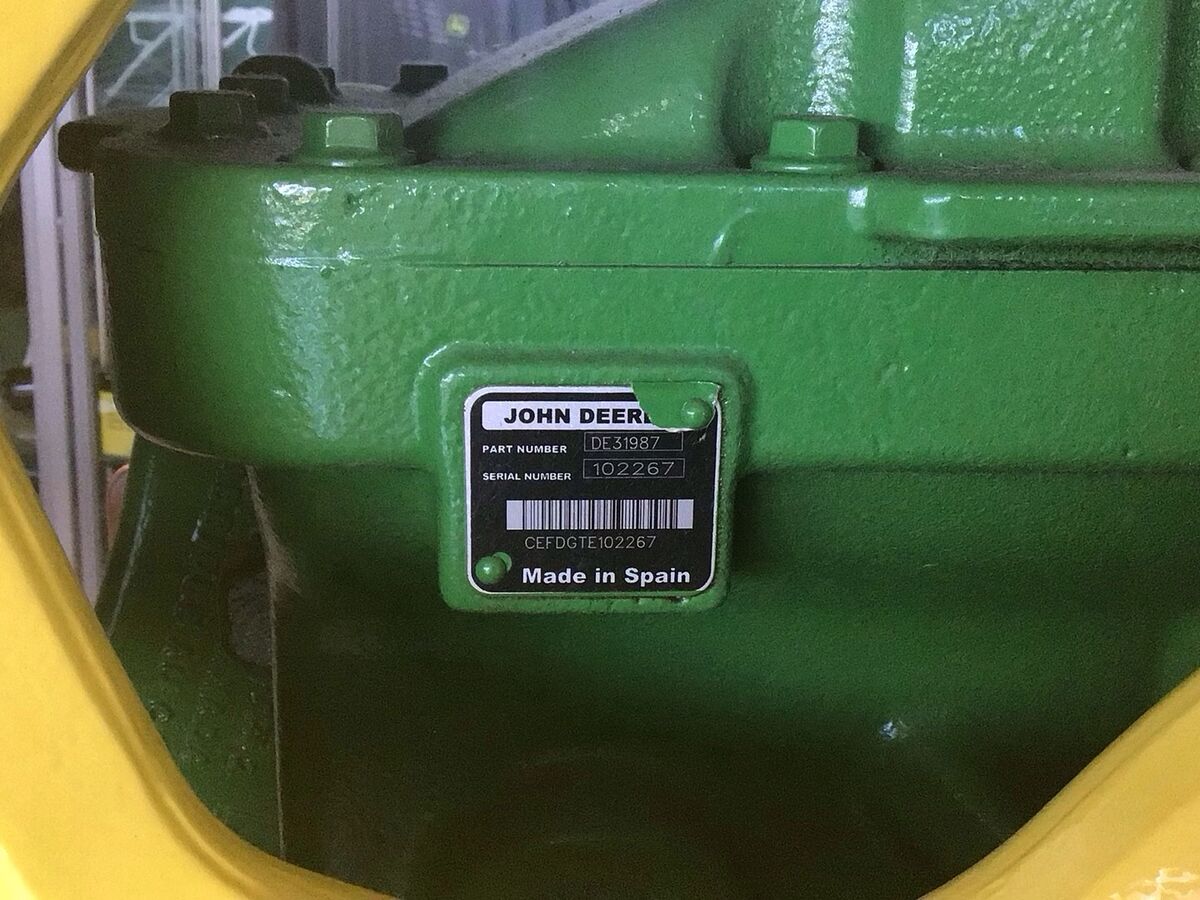 JOHN DEERE
PART NUMBER DE31987
SERIAL NUMBER 102267
CEFDGTE102267
Made in Spain